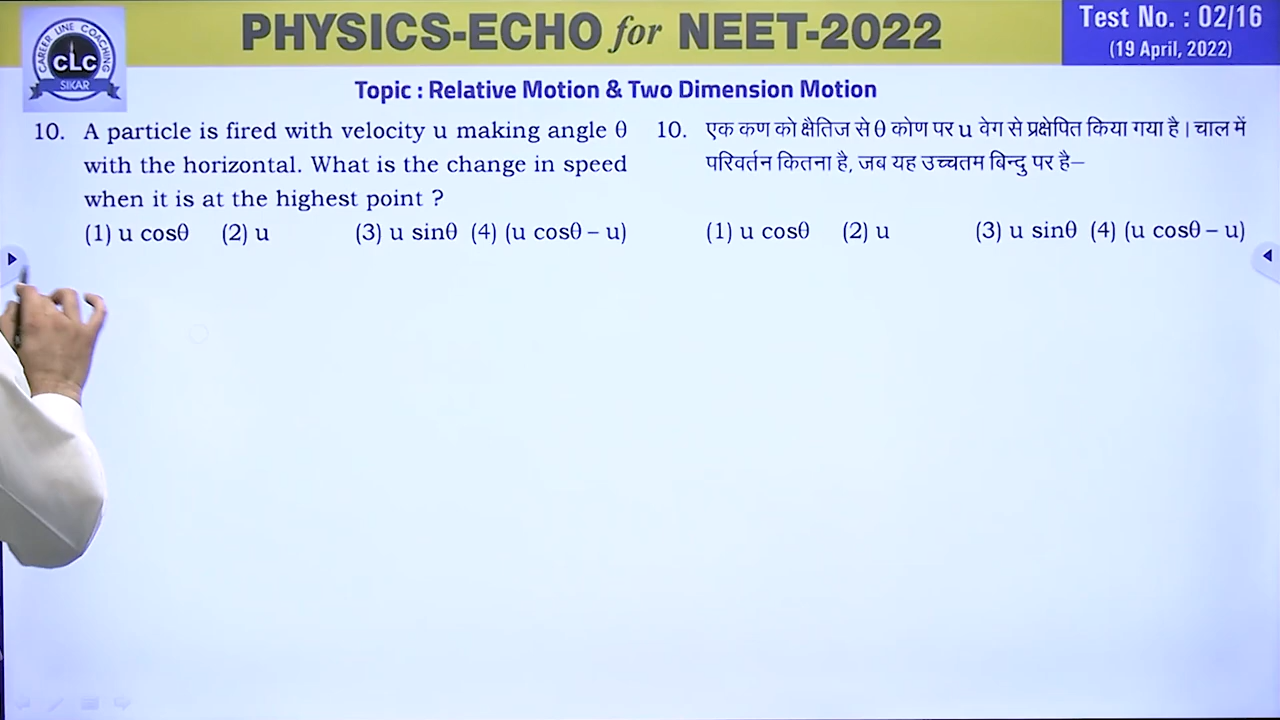 PHYSICS-ECHO for NEET-2022
Test No. : 02/16
(19 April, 2022)
CAREER LINE COACHING
CLC
SIKAR
Topic : Relative Motion & Two Dimension Motion
10. A particle is fired with velocity u making angle θ
with the horizontal. What is the change in speed
when it is at the highest point ?
(1) u cosθ (2) u (3) u sinθ (4) (u cosθ – u)
10. एक कण को क्षैतिज से θ कोण पर u वेग से प्रक्षेपित किया गया है। चाल में
परिवर्तन कितना है, जब यह उच्चतम बिन्दु पर है–
(1) u cosθ (2) u (3) u sinθ (4) (u cosθ – u)